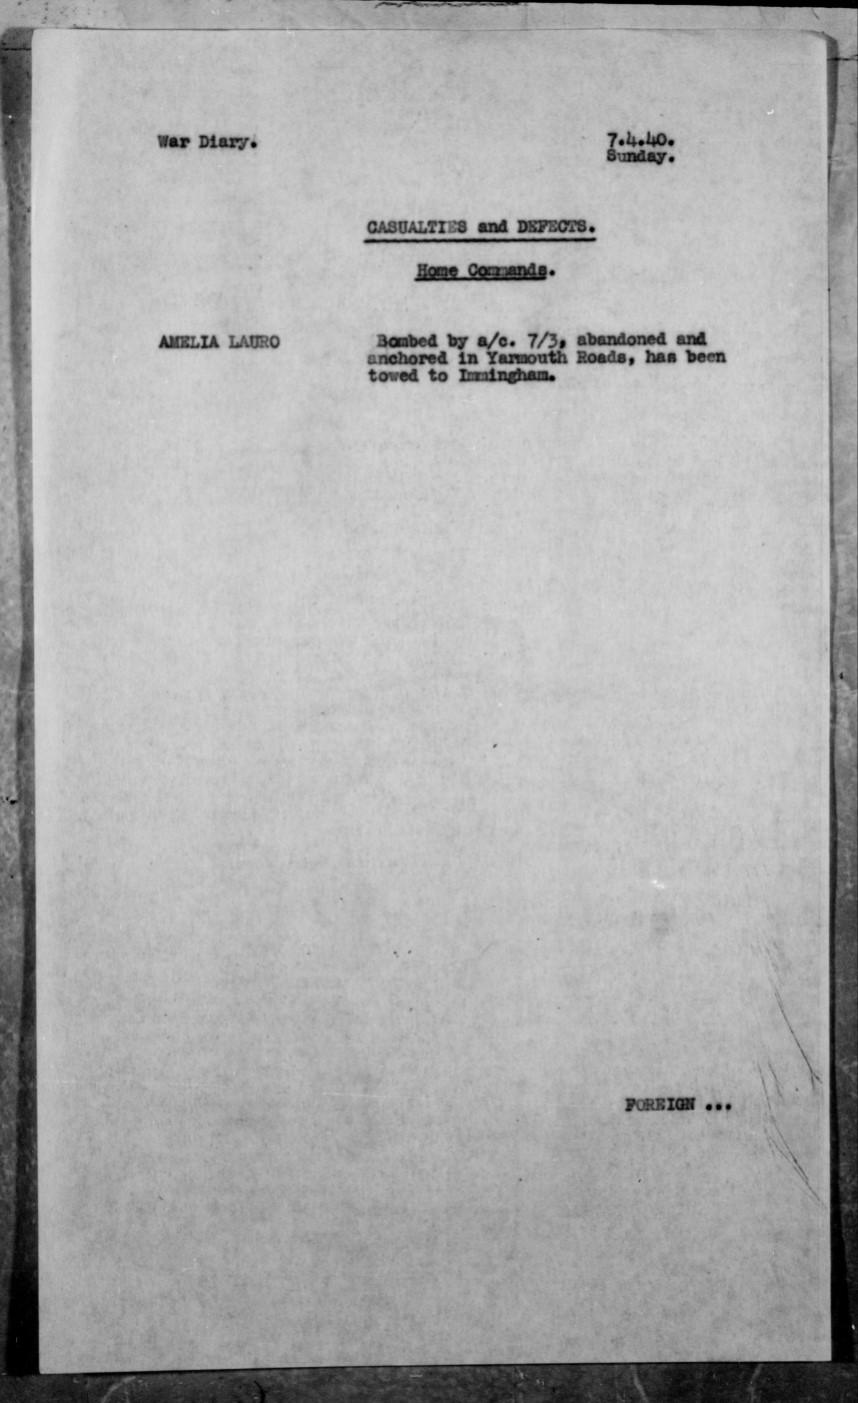 War Diary.
7.4.40.
Sunday.
CASUALTIES and DEFECTS.
Home Commands.
AMELIA LAURO
Bombed by a/c. 7/3, abandoned and
anchored in Yarmouth Roads, has been
towed to Immingham.
FOREIGN ...